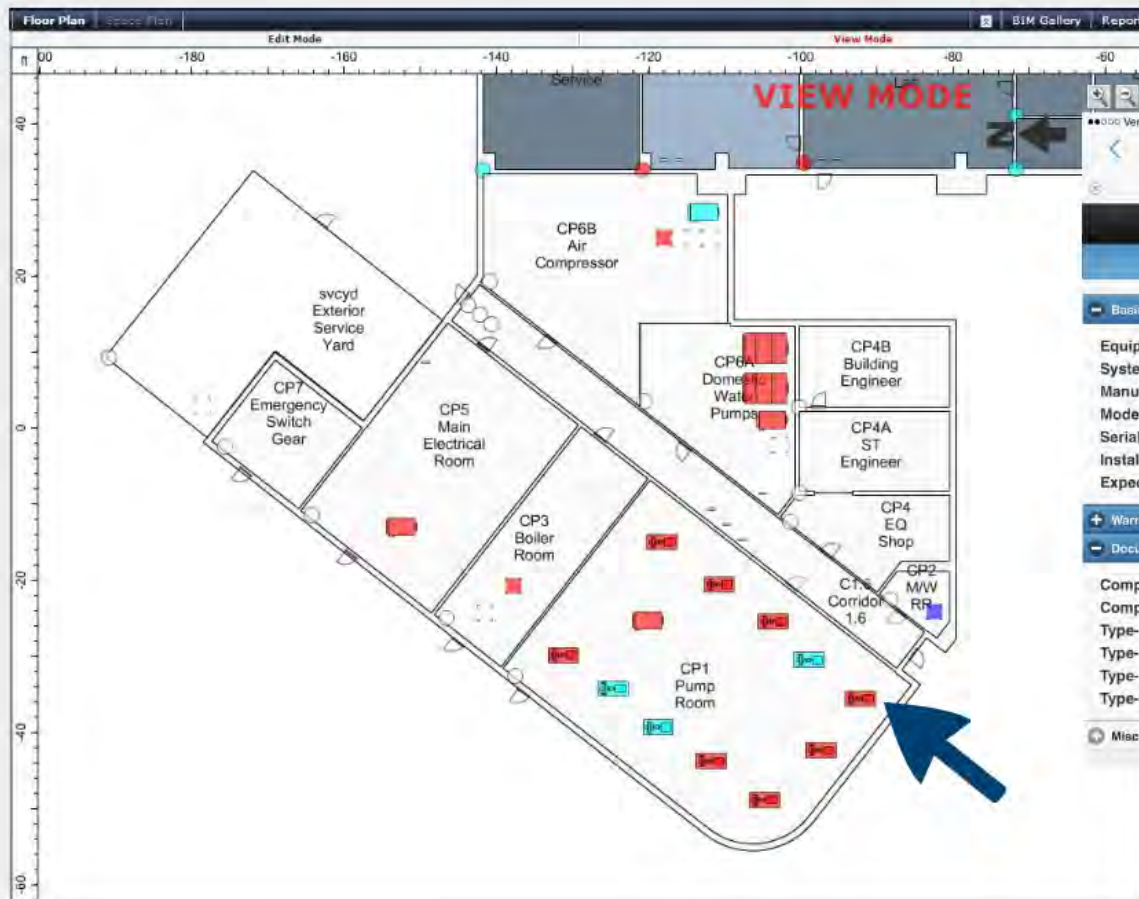 Floor Plan Space Plan BIM Gallery Repor
Edit Mode View Mode
ft 00 -180 -160 -140 -120 -100 -80 -60
40
20
0
-20
-40
-60
Service
VIEW MODE
N
CP6B
Air
Compressor
svcyd
Exterior
Service
Yard
CP7
Emergency
Switch
Gear
CP5
Main
Electrical
Room
CP6A
Domestic
Water
Pumps
CP4B
Building
Engineer
CP4A
ST
Engineer
CP4
EQ
Shop
CP3
Boiler
Room
CP2
M/W
RR
C1.6
Corridor
1.6
CP1
Pump
Room
Ver
Basi
Equip
Syste
Manu
Mode
Serial
Instal
Expec
Warr
Docu
Comp
Comp
Type-
Type-
Type-
Type-
Misc